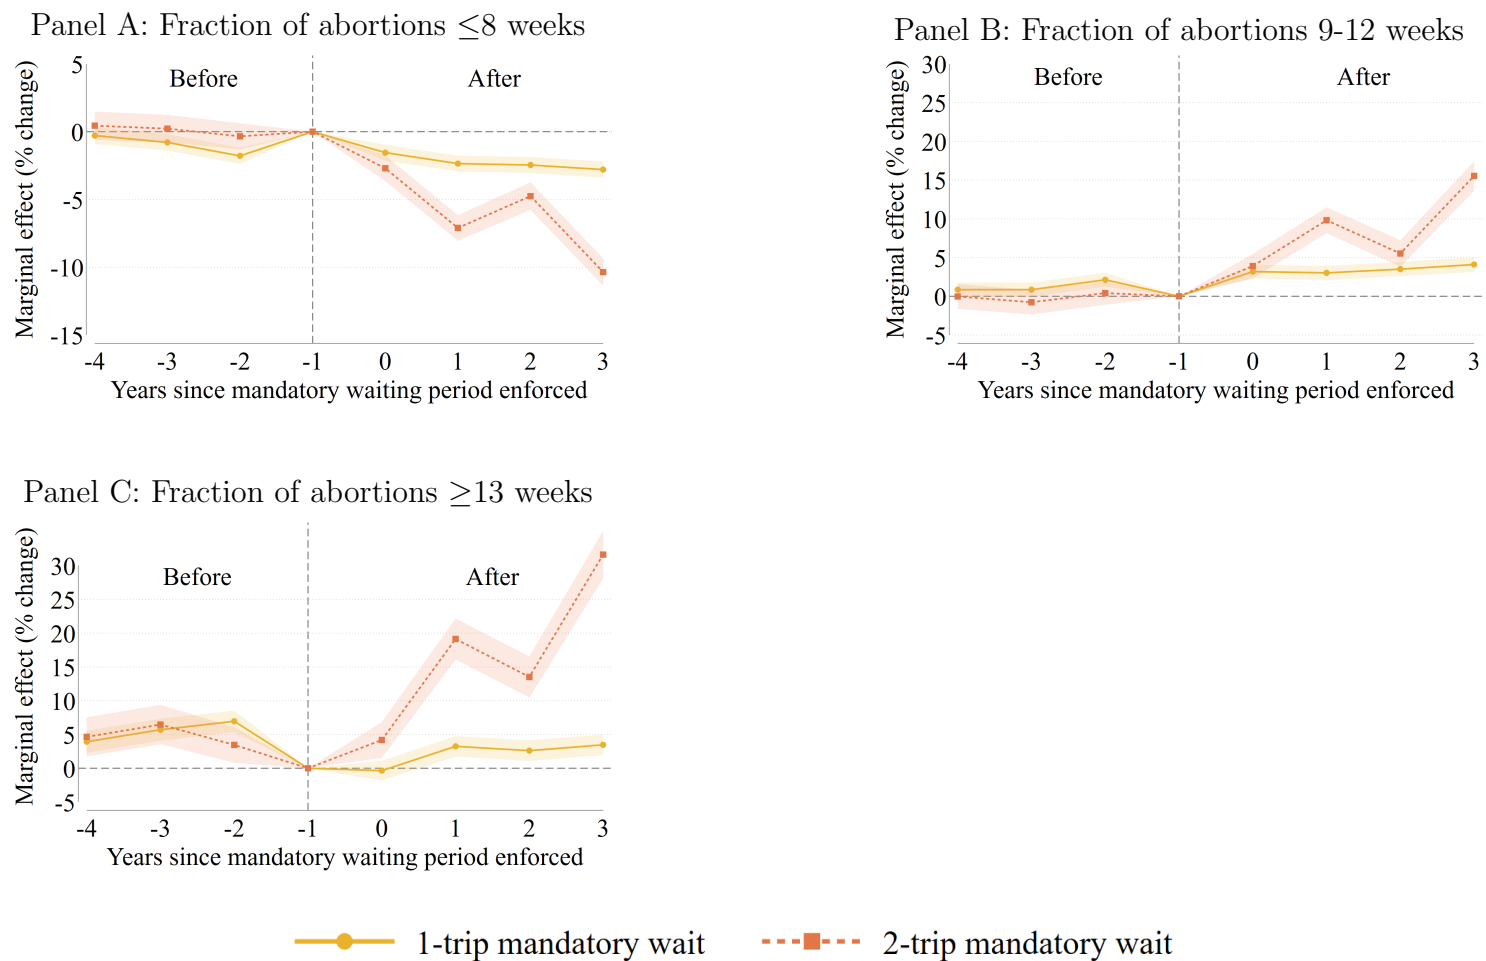 Panel A: Fraction of abortions ≤8 weeks
Marginal effect (% change)
5
0
-5
-10
-15
Before
After
-4 -3 -2 -1 0 1 2 3
Years since mandatory waiting period enforced
Panel B: Fraction of abortions 9-12 weeks
Marginal effect (% change)
30
25
20
15
10
5
0
-5
Before
After
-4 -3 -2 -1 0 1 2 3
Years since mandatory waiting period enforced
Panel C: Fraction of abortions ≥13 weeks
Marginal effect (% change)
30
25
20
15
10
5
0
-5
Before
After
-4 -3 -2 -1 0 1 2 3
Years since mandatory waiting period enforced
1-trip mandatory wait
2-trip mandatory wait